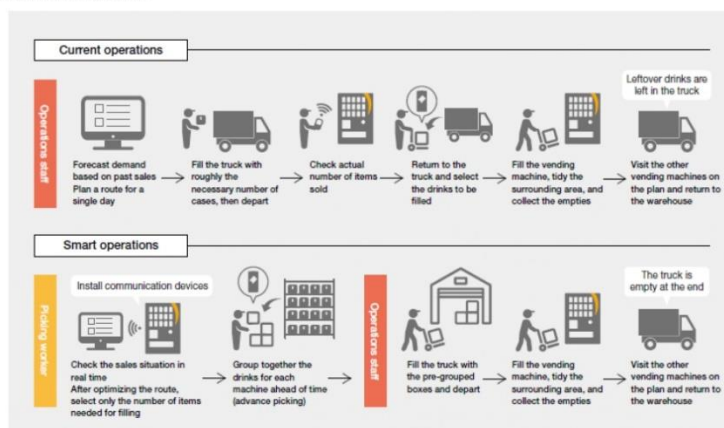 Current operations
Operations staff
Forecast demand
based on past sales
Plan a route for a
single day
Fill the truck with
roughly the
necessary number of
cases, then depart
Check actual
number of items
sold
Return to the
truck and select
the drinks to be
filled
Fill the vending
machine, tidy the
surrounding area, and
collect the empties
Leftover drinks are
left in the truck
Visit the other
vending machines on
the plan and return to
the warehouse
Smart operations
Picking worker
Install communication devices
Check the sales situation in
real time
After optimizing the route,
select only the number of items
needed for filling
Group together the
drinks for each
machine ahead of time
(advance picking)
Operations staff
Fill the truck with
the pre-grouped
boxes and depart
Fill the vending
machine, tidy the
surrounding area, and
collect the empties
The truck is
empty at the end
Visit the other
vending machines on
the plan and return to
the warehouse